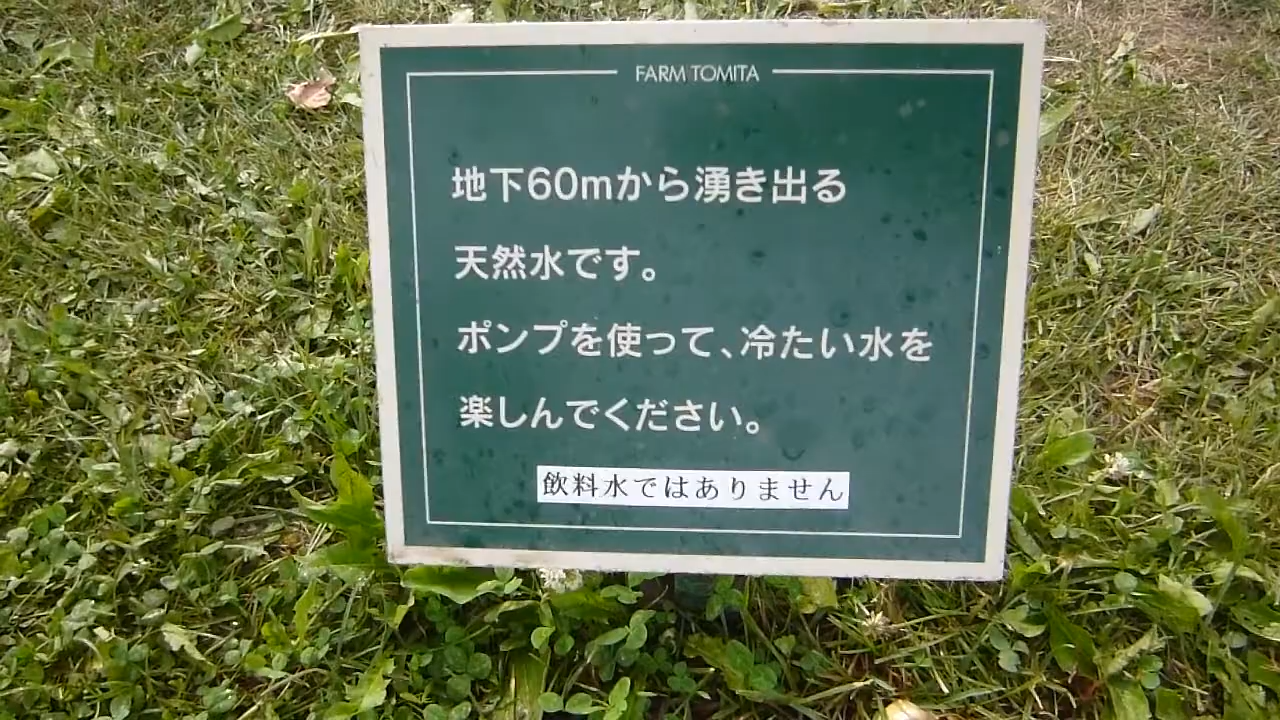 FARM TOMITA
地下60mから湧き出る
天然水です。
ポンプを使って、冷たい水を
楽しんでください。
飲料水ではありません